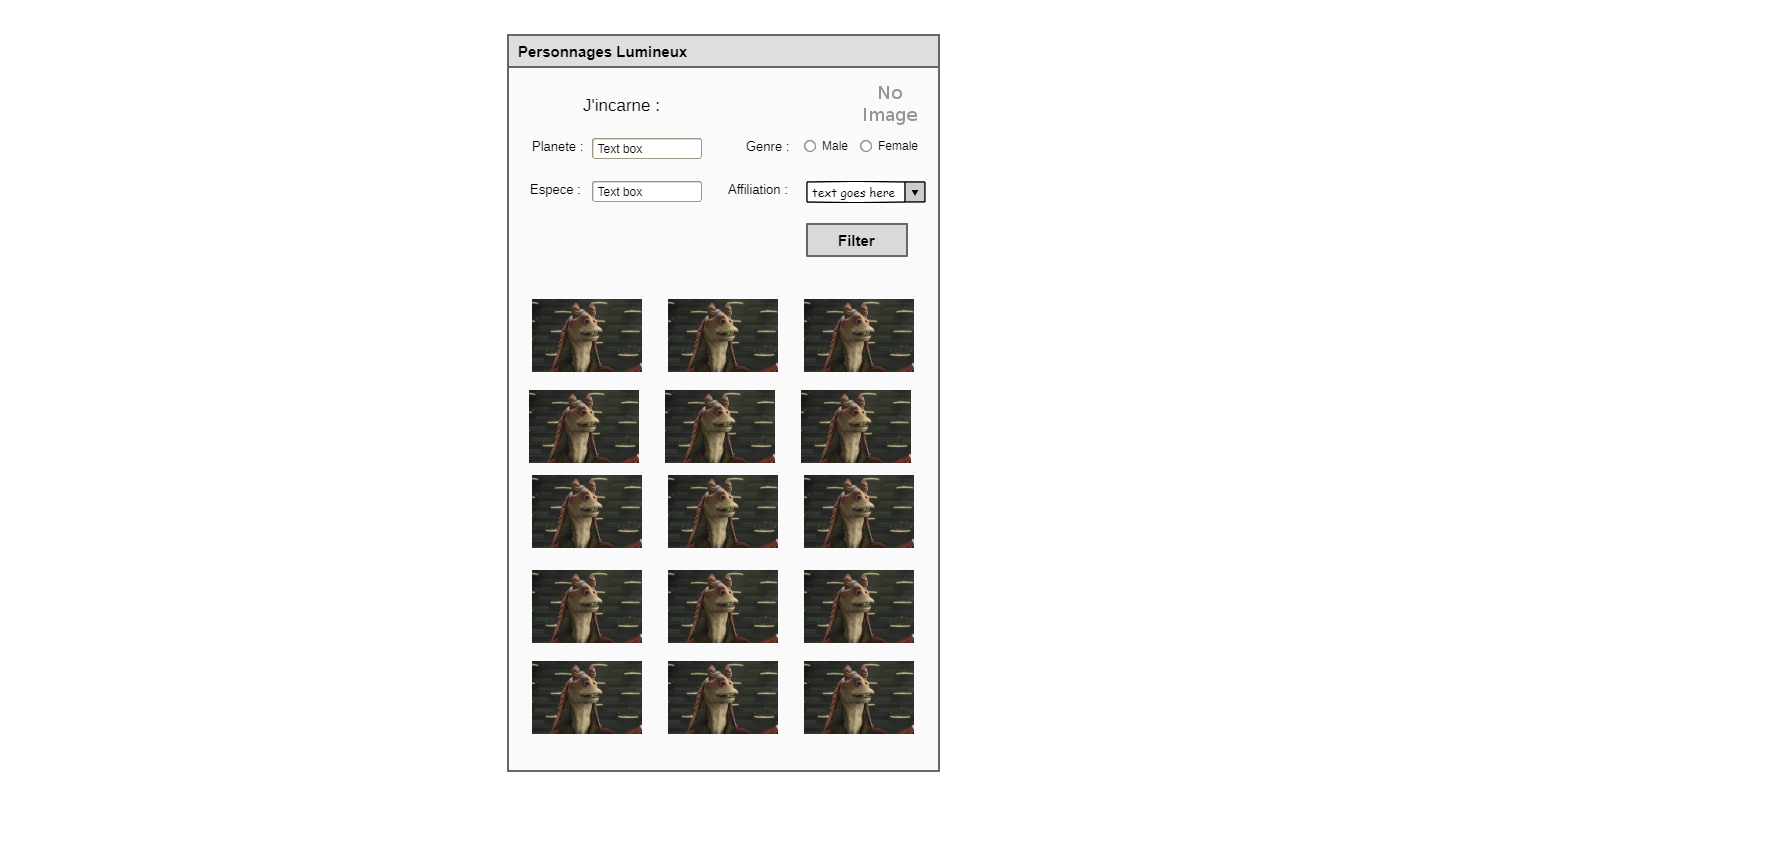 Personnages Lumineux
No
Image
J'incarne :
Planete : Text box Genre : Male Female
Espece : Text box Affiliation : text goes here
Filter